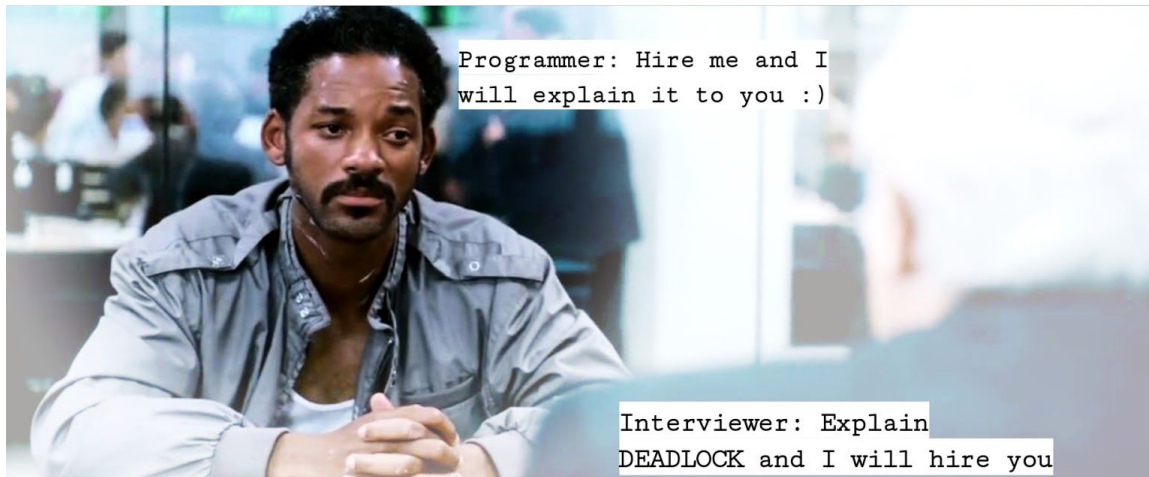 Programmer: Hire me and I
will explain it to you :)
Interviewer: Explain
DEADLOCK and I will hire you